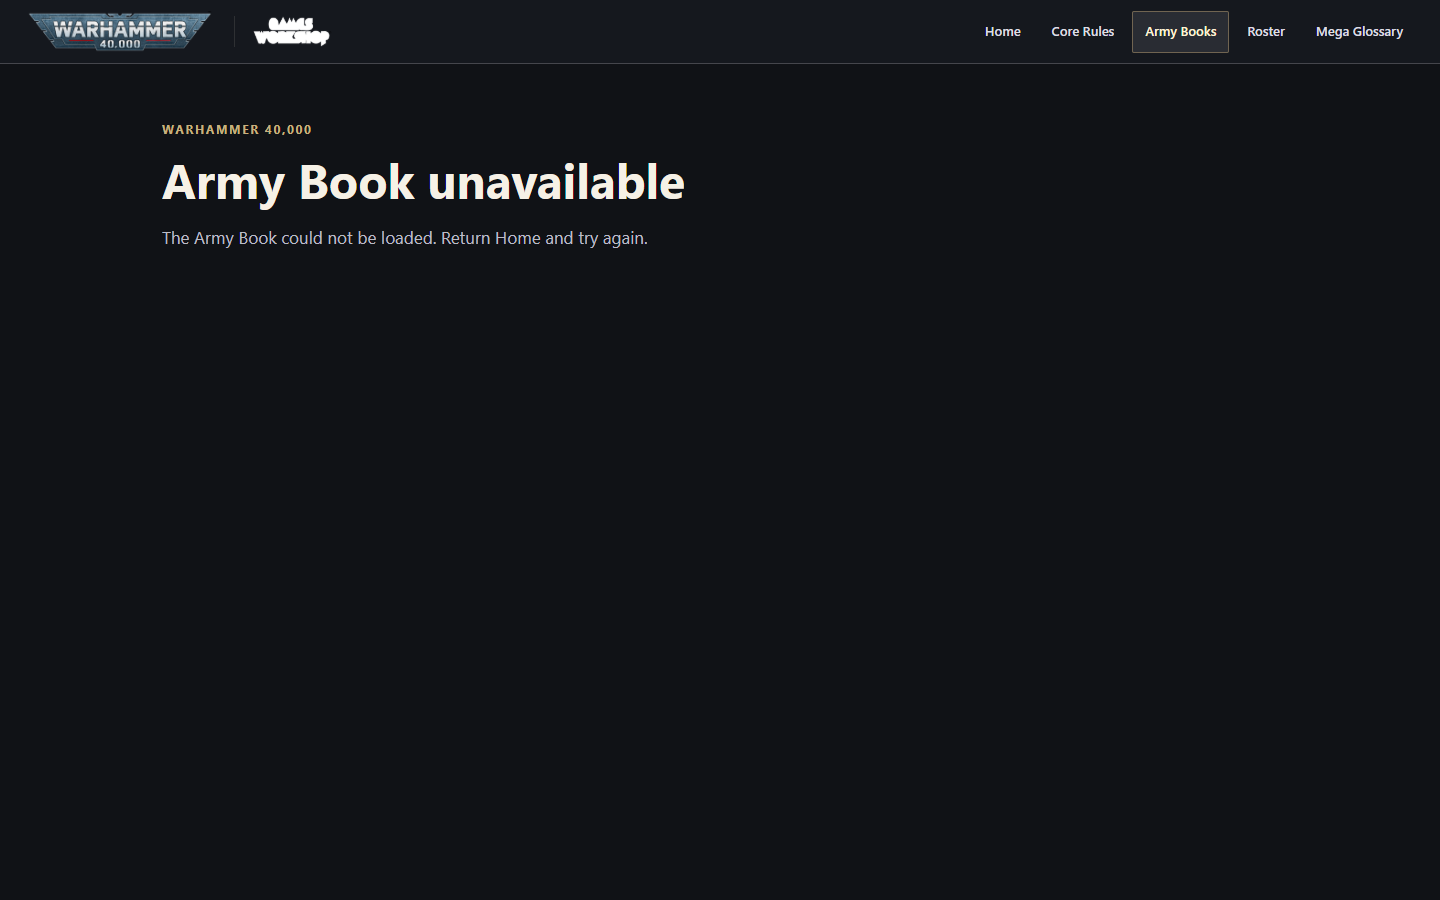 WARHAMMER
40,000
GAMES
WORKSHOP
Home
Core Rules
Army Books
Roster
Mega Glossary
WARHAMMER 40,000
Army Book unavailable
The Army Book could not be loaded. Return Home and try again.